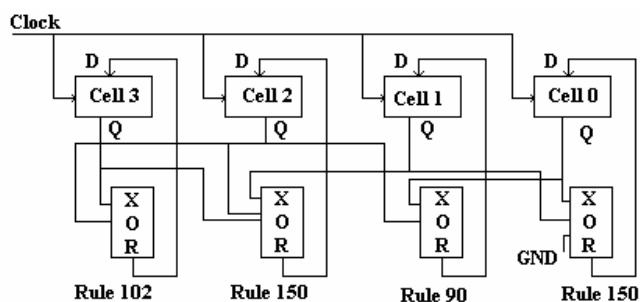 Clock
D D D D
Cell 3 Cell 2 Cell 1 Cell 0
Q Q Q Q
X X X X
O O O O
R R R R
GND
Rule 102 Rule 150 Rule 90 Rule 150